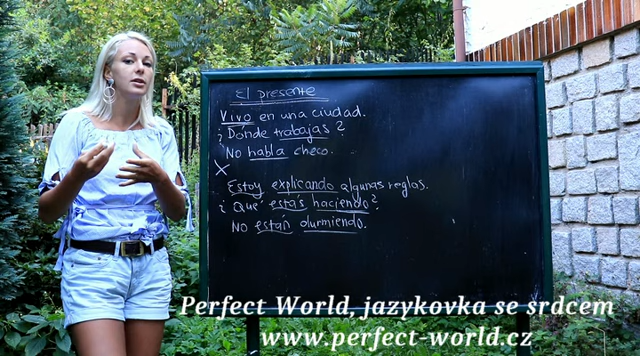 El presente
Vivo en una ciudad.
¿Dónde trabajas?
No habla checo.
X
Estoy explicando algunas reglas.
¿Qué estás haciendo?
No están durmiendo.
Perfect World, jazykovka se srdcem
www.perfect-world.cz